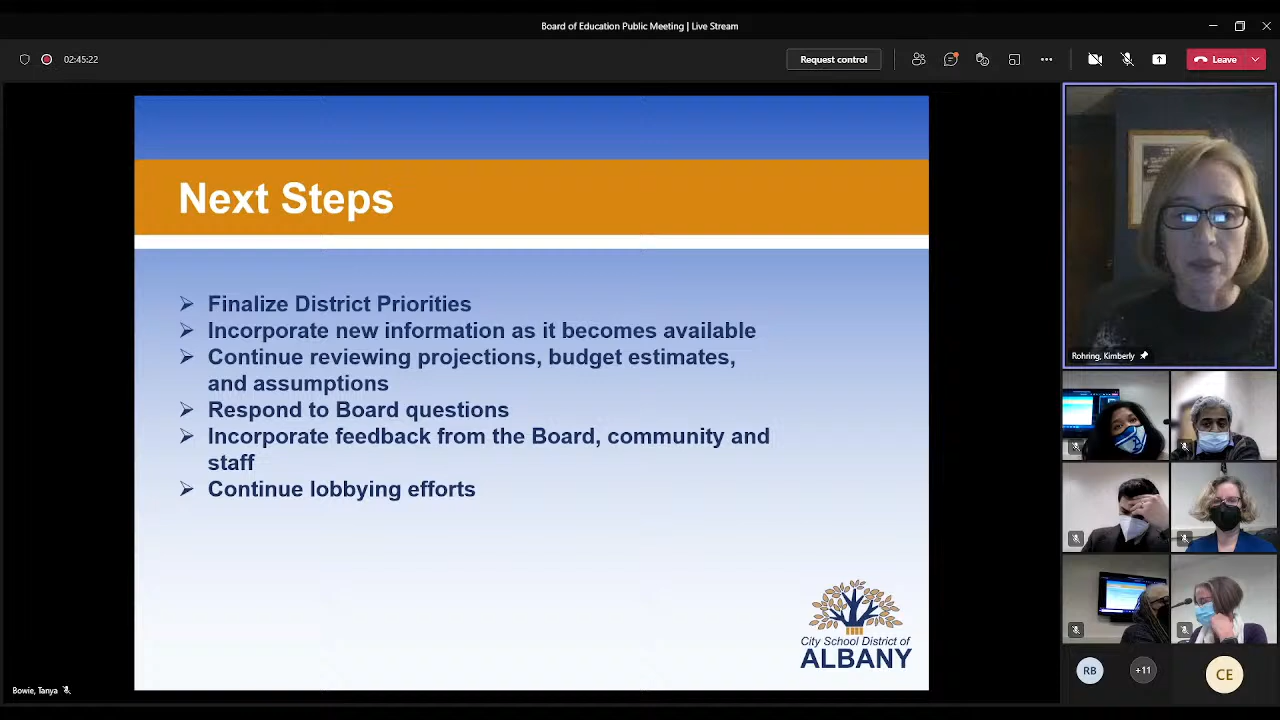 Board of Education Public Meeting | Live Stream
02:45:22
Request control
Leave
Next Steps
Finalize District Priorities
Incorporate new information as it becomes available
Continue reviewing projections, budget estimates,
and assumptions
Respond to Board questions
Incorporate feedback from the Board, community and
staff
Continue lobbying efforts
City School District of
ALBANY
Rohring, Kimberly
RB
+11
CE
Bowie, Tanya